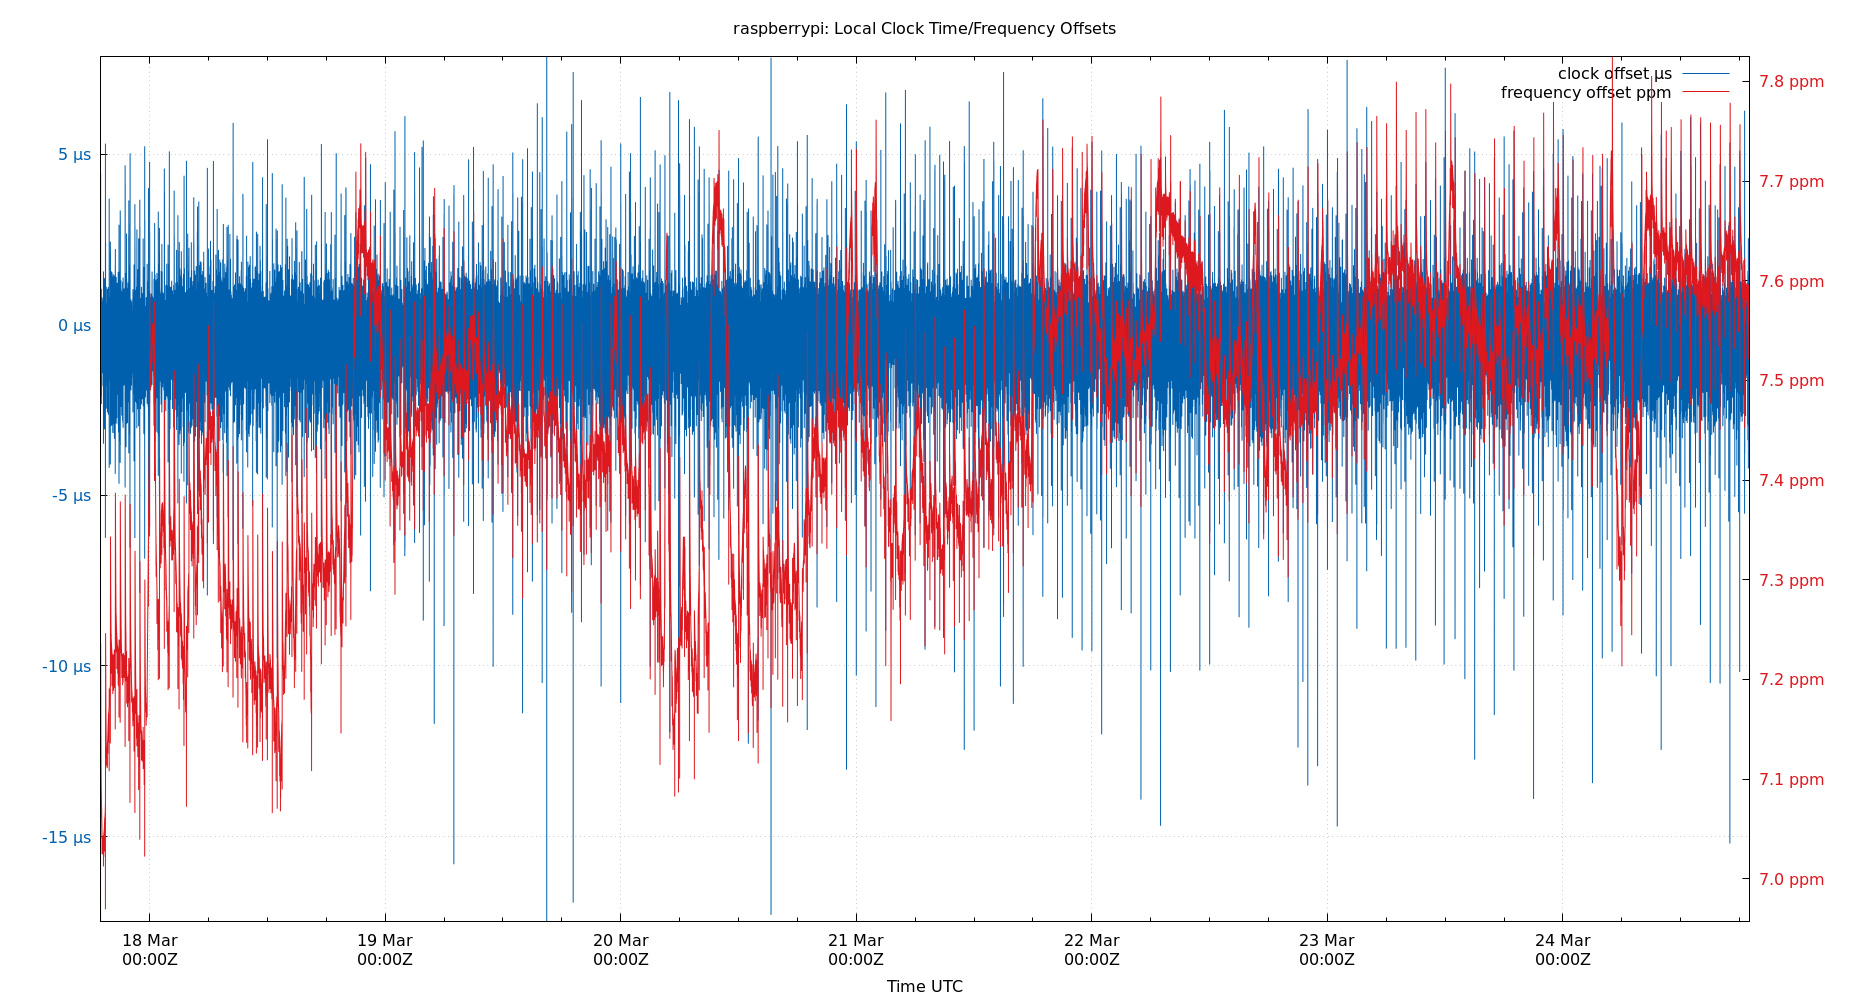 raspberrypi: Local Clock Time/Frequency Offsets
clock offset µs
frequency offset ppm
5 µs
0 µs
-5 µs
-10 µs
-15 µs
7.8 ppm
7.7 ppm
7.6 ppm
7.5 ppm
7.4 ppm
7.3 ppm
7.2 ppm
7.1 ppm
7.0 ppm
18 Mar
00:00Z
19 Mar
00:00Z
20 Mar
00:00Z
21 Mar
00:00Z
22 Mar
00:00Z
23 Mar
00:00Z
24 Mar
00:00Z
Time UTC